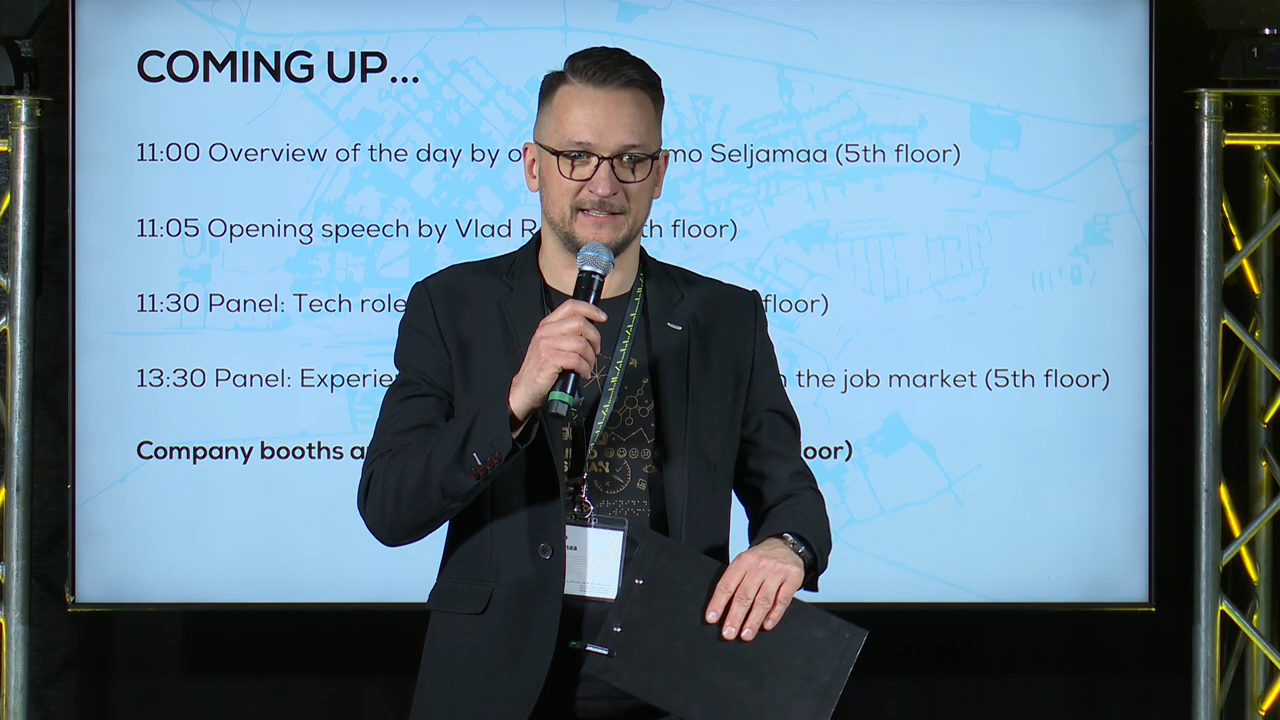 COMING UP...
11:00 Overview of the day by o mo Seljamaa (5th floor)
11:05 Opening speech by Vlad R th floor)
11:30 Panel: Tech role floor)
13:30 Panel: Experie n the job market (5th floor)
Company booths a oor)
maa